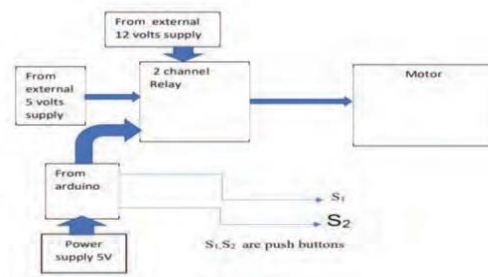 From external
12 volts supply
From
external
5 volts
supply
2 channel
Relay
Motor
From
arduino
S1
S2
S1,S2 are push buttons
Power
supply 5V